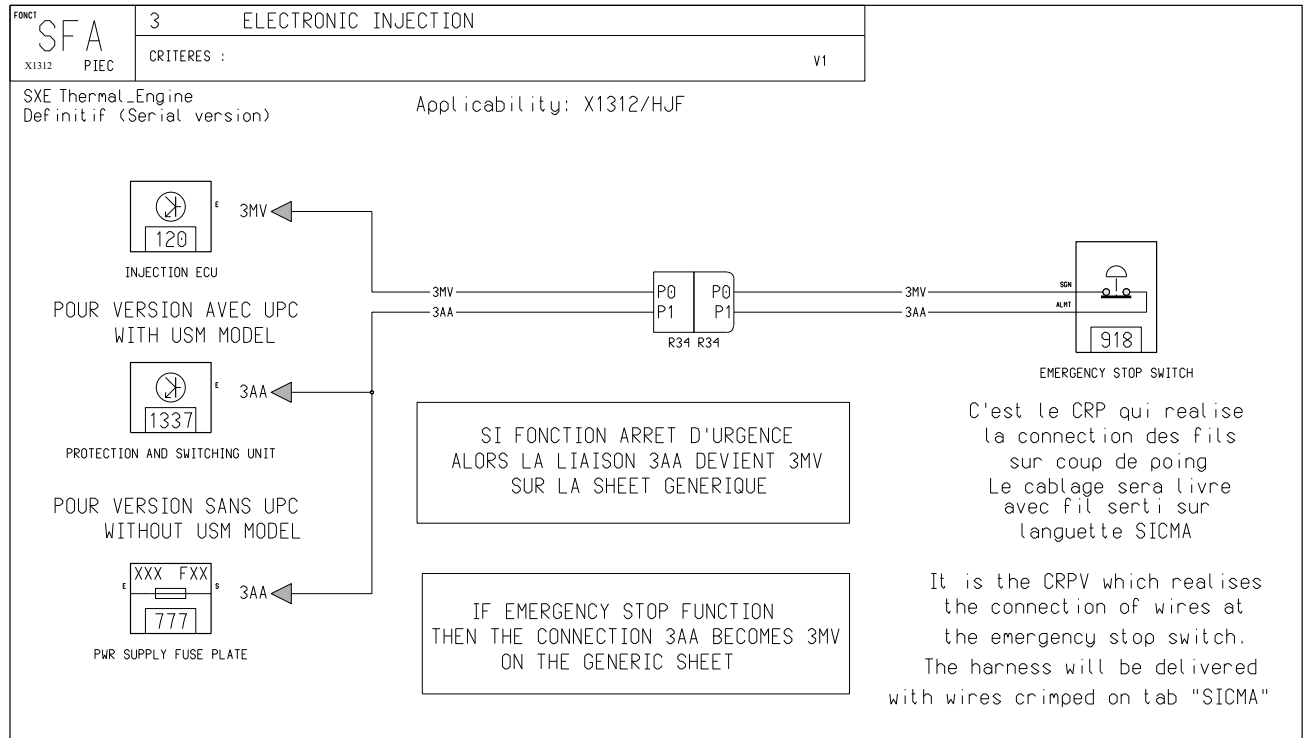 FONCT
SFA
X1312 PIEC
3 ELECTRONIC INJECTION
CRITERES : V1
SXE Thermal_Engine
Definitif (Serial version)
Applicability: X1312/HJF
E 3MV
120
INJECTION ECU
POUR VERSION AVEC UPC
WITH USM MODEL
E 3AA
1337
PROTECTION AND SWITCHING UNIT
POUR VERSION SANS UPC
WITHOUT USM MODEL
XXX FXX
E S 3AA
777
PWR SUPPLY FUSE PLATE
3MV P0 P0 3MV SGN
3AA P1 P1 3AA ALMT
R34 R34
918
EMERGENCY STOP SWITCH
SI FONCTION ARRET D'URGENCE
ALORS LA LIAISON 3AA DEVIENT 3MV
SUR LA SHEET GENERIQUE
IF EMERGENCY STOP FUNCTION
THEN THE CONNECTION 3AA BECOMES 3MV
ON THE GENERIC SHEET
C'est le CRP qui realise
la connection des fils
sur coup de poing
Le cablage sera livre
avec fil serti sur
languette SICMA
It is the CRPV which realises
the connection of wires at
the emergency stop switch.
The harness will be delivered
with wires crimped on tab "SICMA"